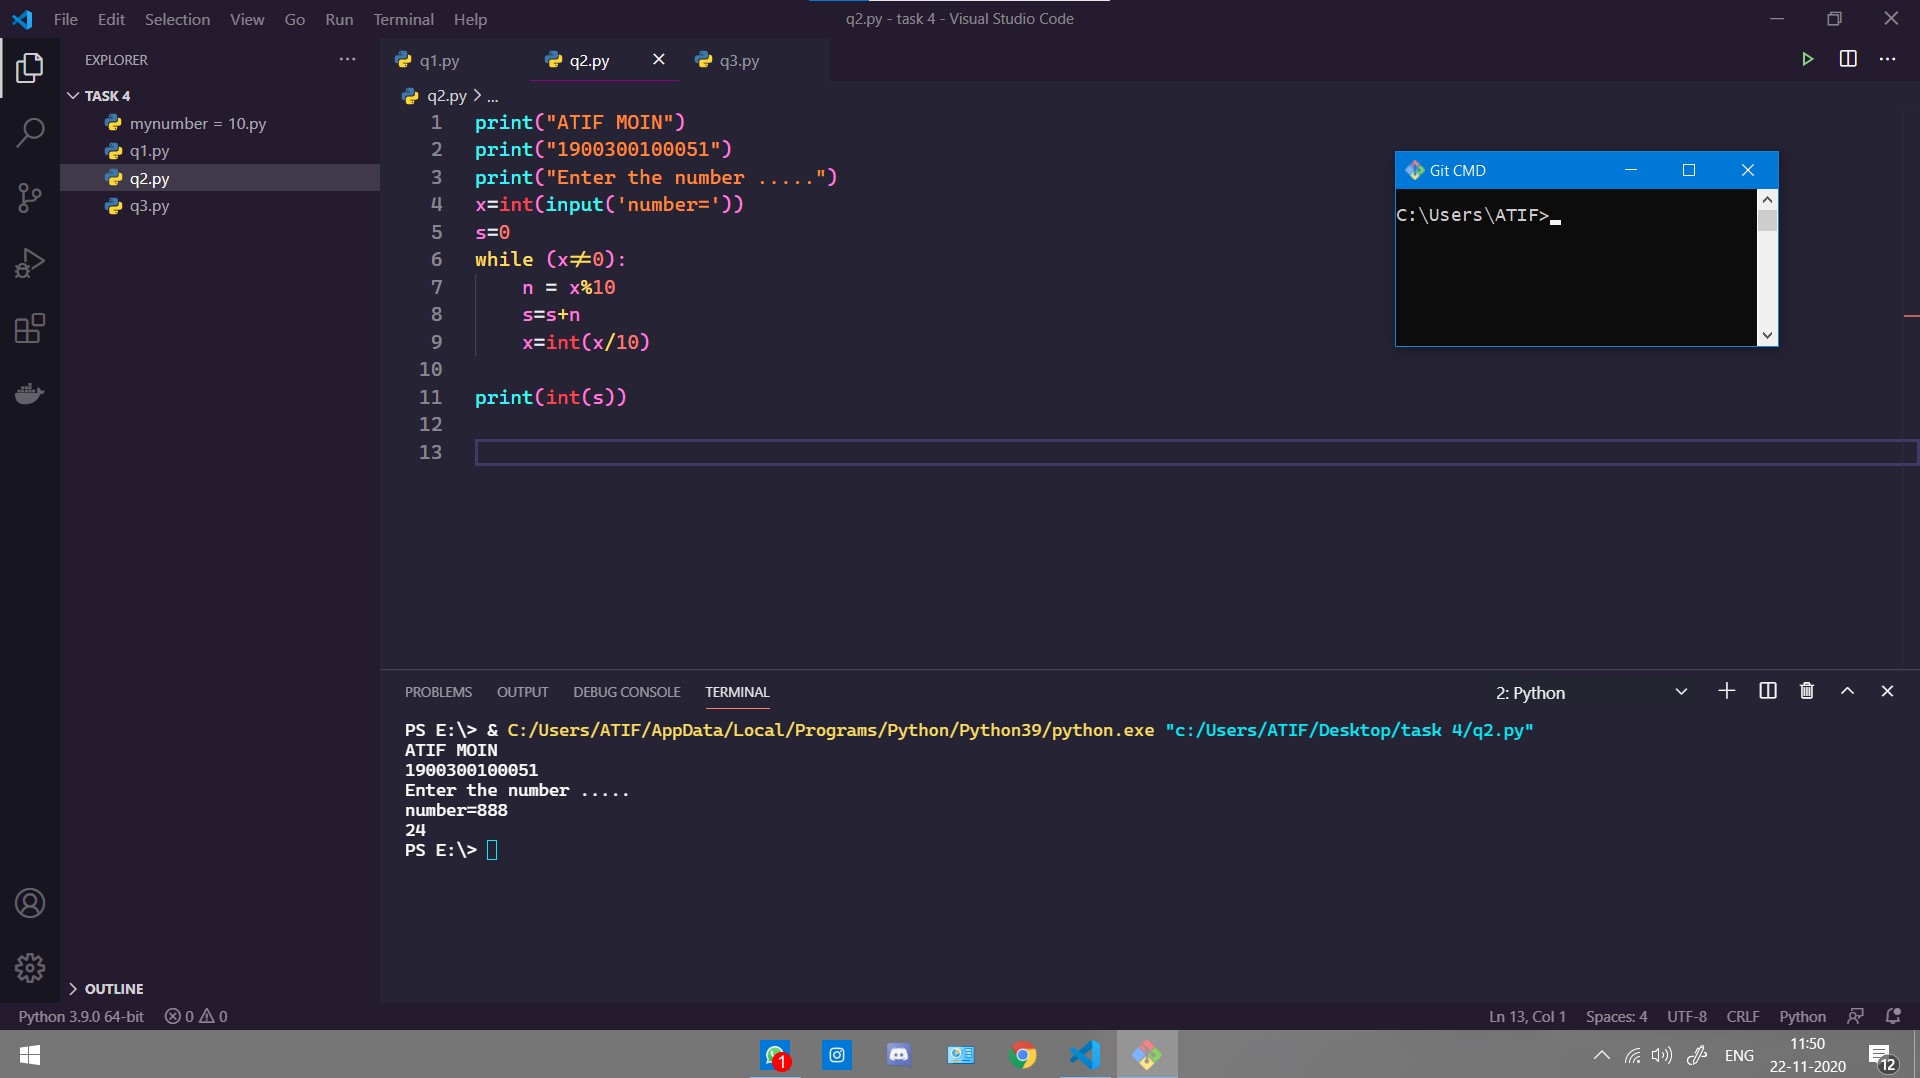 File Edit Selection View Go Run Terminal Help
q2.py - task 4 - Visual Studio Code
EXPLORER
TASK 4
mynumber = 10.py
q1.py
q2.py
q3.py
OUTLINE
q1.py q2.py q3.py
q2.py > ...
1 print("ATIF MOIN")
2 print("1900300100051")
3 print("Enter the number .....")
4 x=int(input('number='))
5 s=0
6 while (x≠0):
7 n = x%10
8 s=s+n
9 x=int(x/10)
10
11 print(int(s))
12
13
Git CMD
C:\Users\ATIF>
PROBLEMS OUTPUT DEBUG CONSOLE TERMINAL 2: Python
PS E:\> & C:/Users/ATIF/AppData/Local/Programs/Python/Python39/python.exe "c:/Users/ATIF/Desktop/task 4/q2.py"
ATIF MOIN
1900300100051
Enter the number .....
number=888
24
PS E:\>
Python 3.9.0 64-bit 0 0 Ln 13, Col 1 Spaces: 4 UTF-8 CRLF Python
1
ENG
11:50
22-11-2020
12